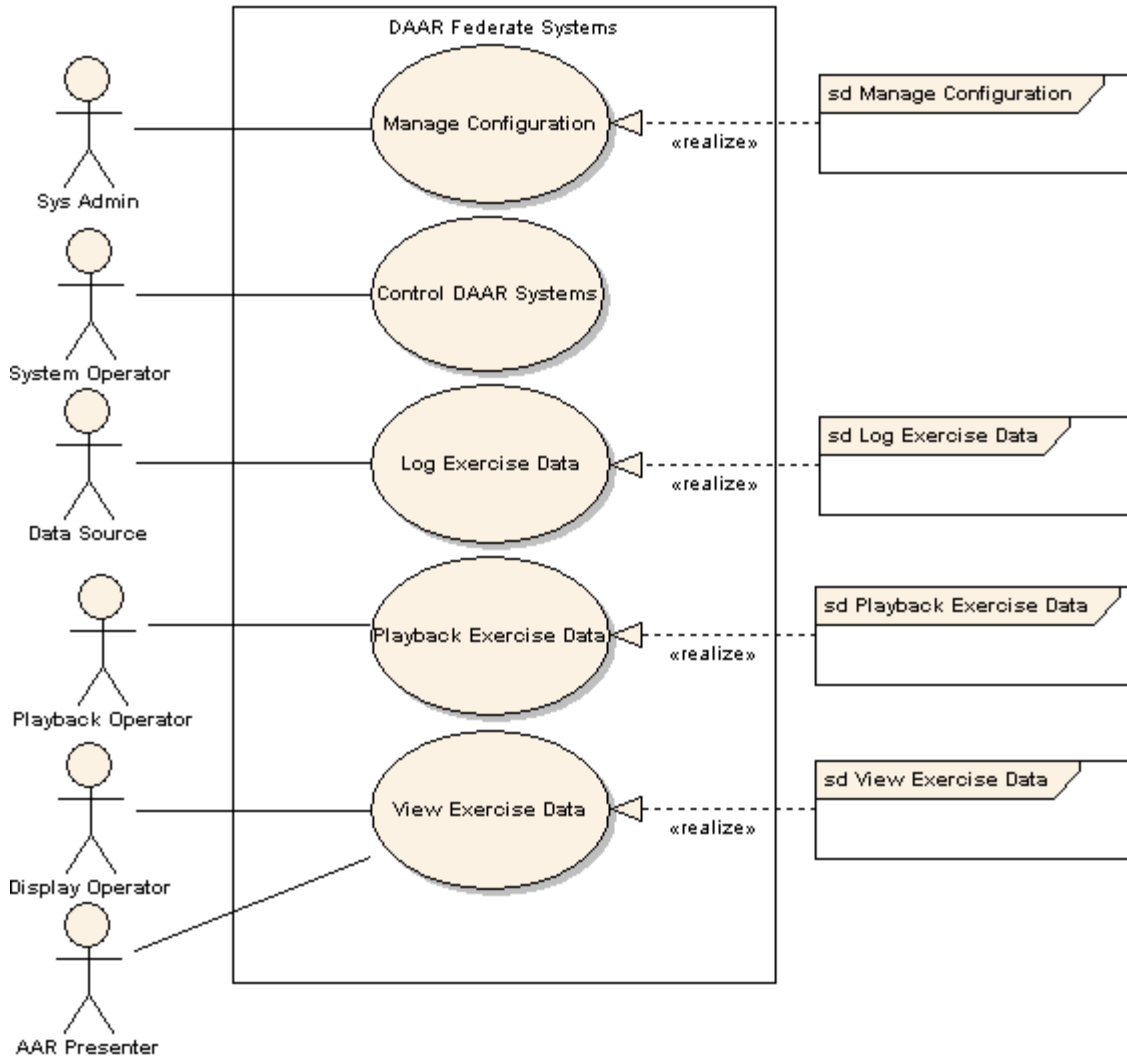 DAAR Federate Systems
Manage Configuration
«realize»
sd Manage Configuration
Sys Admin
Control DAAR Systems
System Operator
Log Exercise Data
«realize»
sd Log Exercise Data
Data Source
Playback Exercise Data
«realize»
sd Playback Exercise Data
Playback Operator
View Exercise Data
«realize»
sd View Exercise Data
Display Operator
AAR Presenter